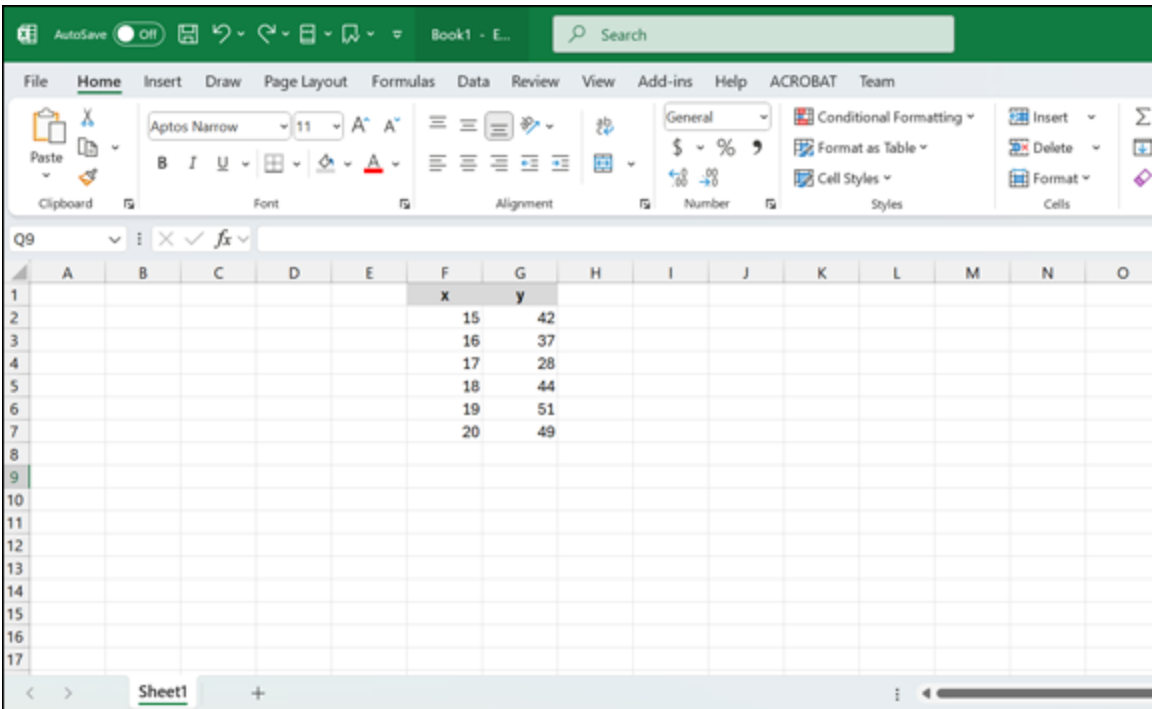 AutoSave Off Book1 - E... Search
File Home Insert Draw Page Layout Formulas Data Review View Add-ins Help ACROBAT Team
Aptos Narrow 11 A A General Conditional Formatting Insert Σ
Paste $ % 9 Format as Table Delete
B I U A Cell Styles Format
Clipboard Font Alignment Number Styles Cells
Q9 fx
A B C D E F G H I J K L M N O
1 x y
2 15 42
3 16 37
4 17 28
5 18 44
6 19 51
7 20 49
8
9
10
11
12
13
14
15
16
17
Sheet1 +